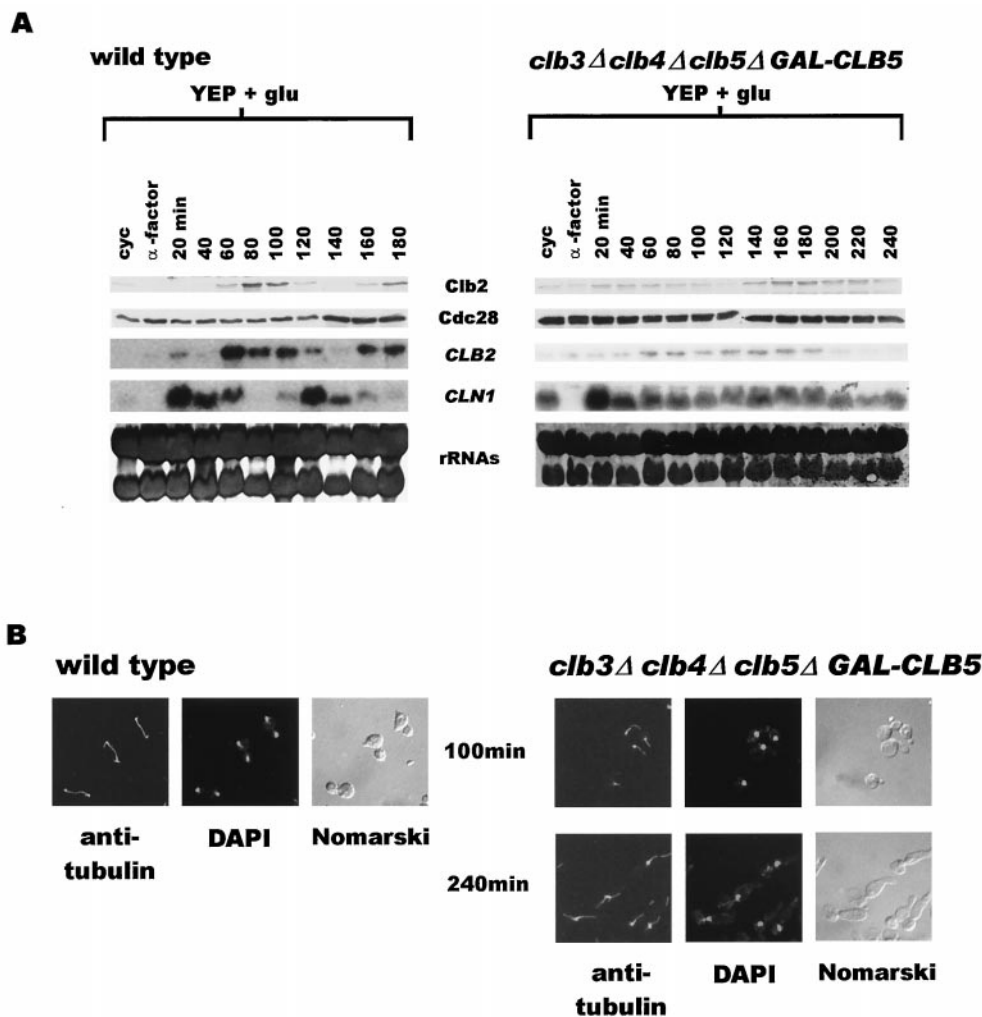 A
wild type
clb3Δclb4Δclb5Δ GAL-CLB5
YEP + glu
YEP + glu
cyc
α-factor
20 min
40
60
80
100
120
140
160
180
cyc
α-factor
20 min
40
60
80
100
120
140
160
180
200
220
240
Clb2
Cdc28
CLB2
CLN1
rRNAs
B
wild type
clb3Δ clb4Δ clb5Δ GAL-CLB5
100min
anti-
tubulin
DAPI
Nomarski
240min
anti-
tubulin
DAPI
Nomarski